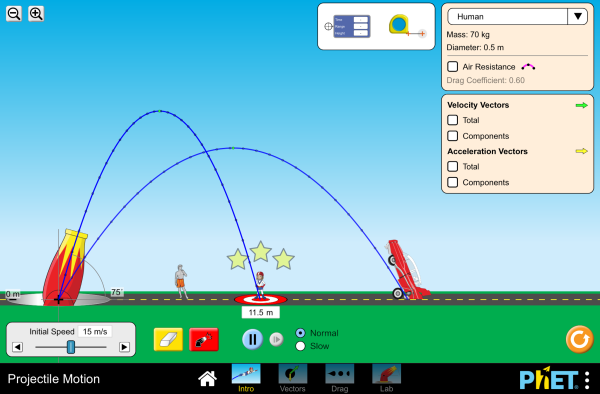 Time -
Range -
Height -
Human
Mass: 70 kg
Diameter: 0.5 m
Air Resistance
Drag Coefficient: 0.60
Velocity Vectors
Total
Components
Acceleration Vectors
Total
Components
75°
0 m
11.5 m
Initial Speed 15 m/s
Normal
Slow
Projectile Motion
Intro
Vectors
Drag
Lab
PhET